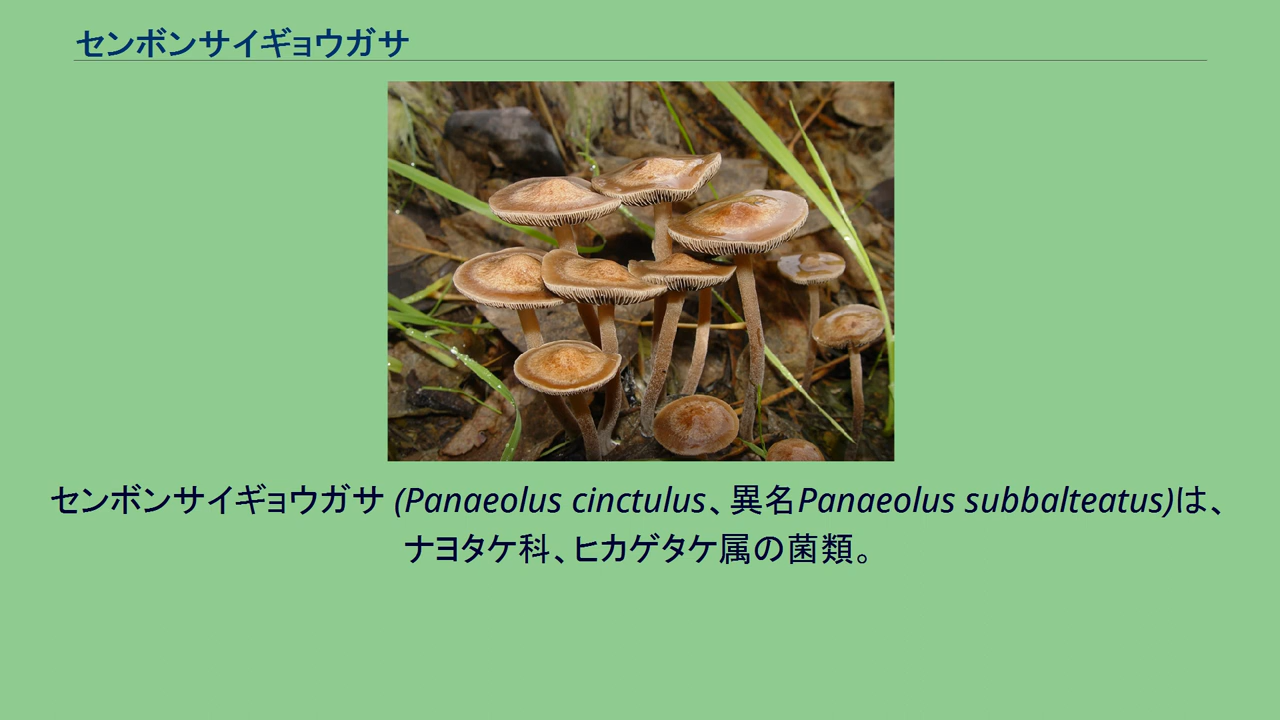 センボンサイギョウガサ
センボンサイギョウガサ (Panaeolus cinctulus、異名Panaeolus subbalteatus)は、
ナヨタケ科、ヒカゲタケ属の菌類。